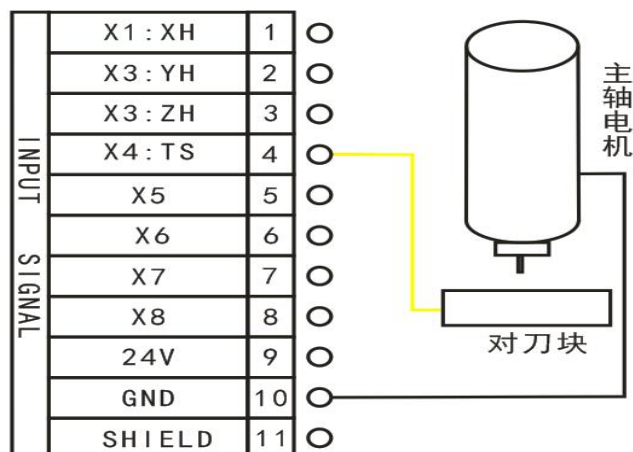 INPUT SIGNAL
X1:XH 1
X3:YH 2
X3:ZH 3
X4:TS 4
X5 5
X6 6
X7 7
X8 8
24V 9
GND 10
SHIELD 11
主轴电机
对刀块